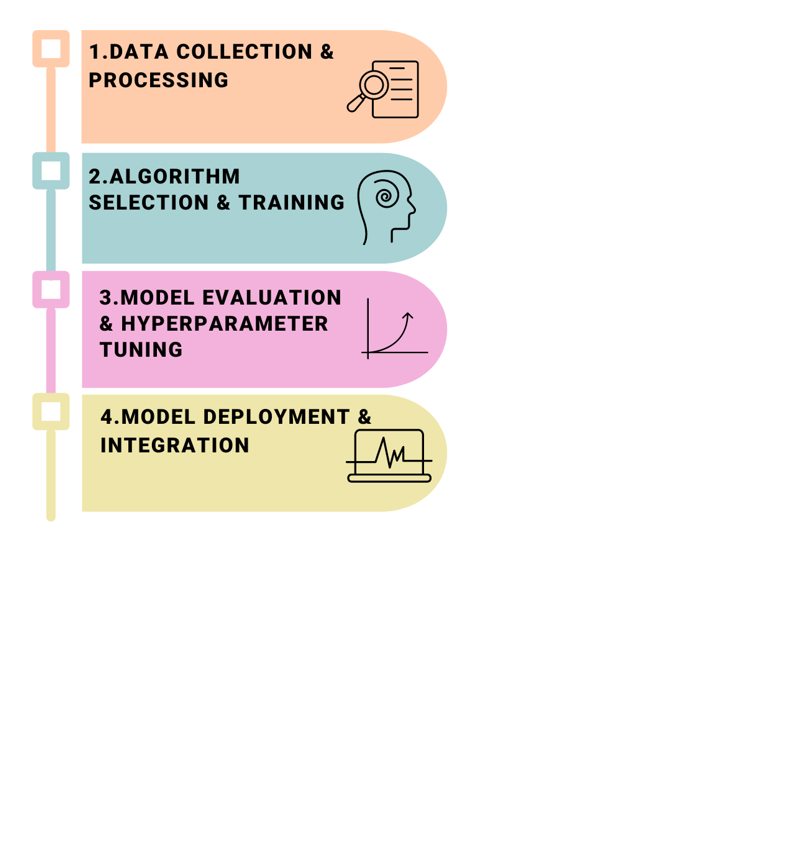 1.DATA COLLECTION &
PROCESSING
2.ALGORITHM
SELECTION & TRAINING
3.MODEL EVALUATION
& HYPERPARAMETER
TUNING
4.MODEL DEPLOYMENT &
INTEGRATION